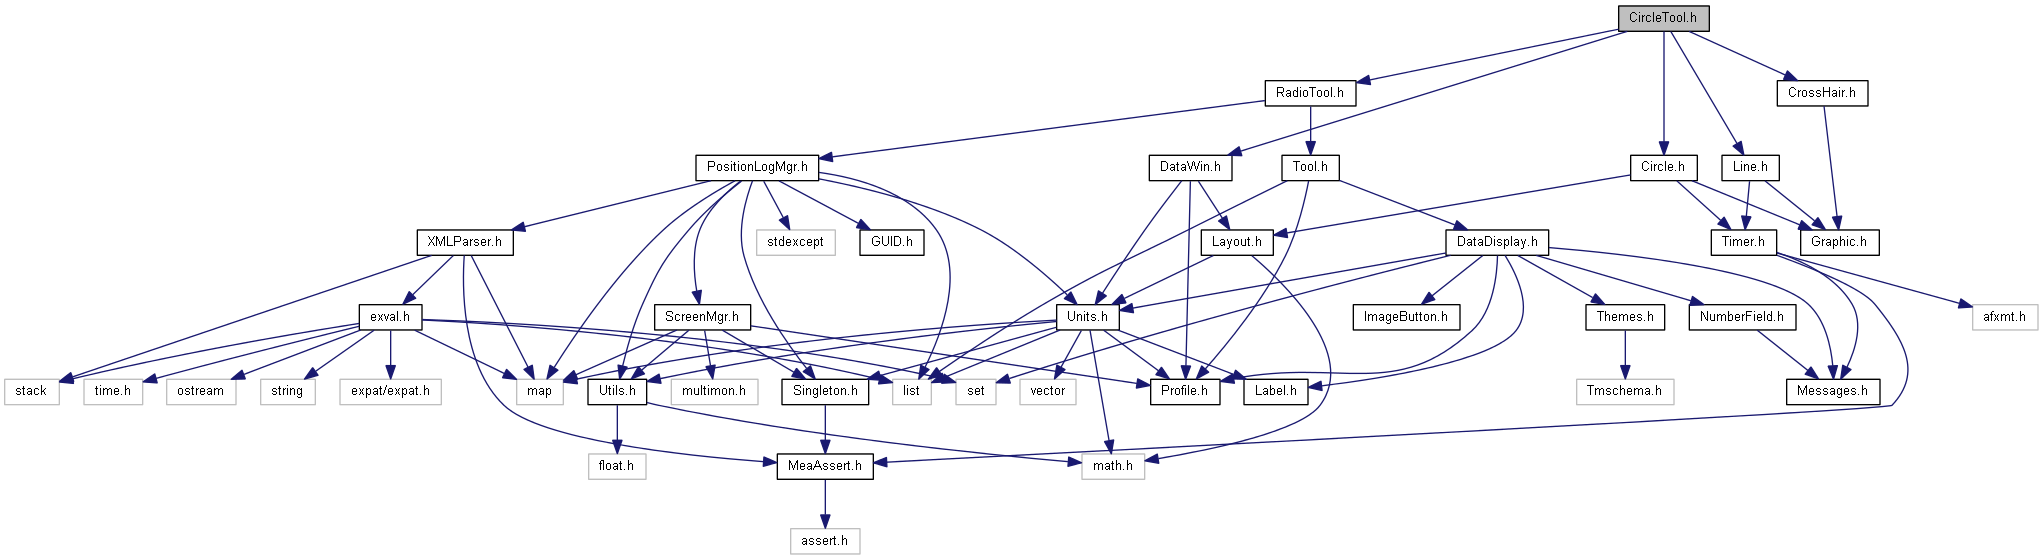 CircleTool.h
RadioTool.h
CrossHair.h
PositionLogMgr.h
DataWin.h
Tool.h
Circle.h
Line.h
XMLParser.h
stdexcept
GUID.h
Layout.h
DataDisplay.h
Timer.h
Graphic.h
exval.h
ScreenMgr.h
Units.h
ImageButton.h
Themes.h
NumberField.h
afxmt.h
stack
time.h
ostream
string
expat/expat.h
map
Utils.h
multimon.h
Singleton.h
list
set
vector
Profile.h
Label.h
Tmschema.h
Messages.h
float.h
MeaAssert.h
math.h
assert.h